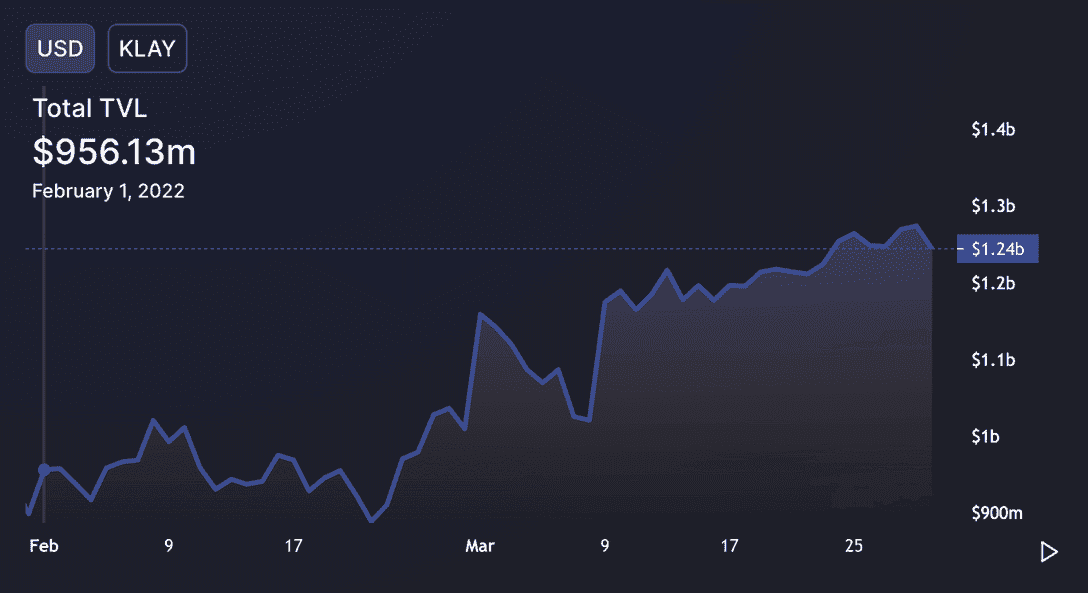 USD KLAY
Total TVL
$956.13m
February 1, 2022
$1.4b
$1.3b
$1.24b
$1.2b
$1.1b
$1b
$900m
Feb 9 17 Mar 9 17 25